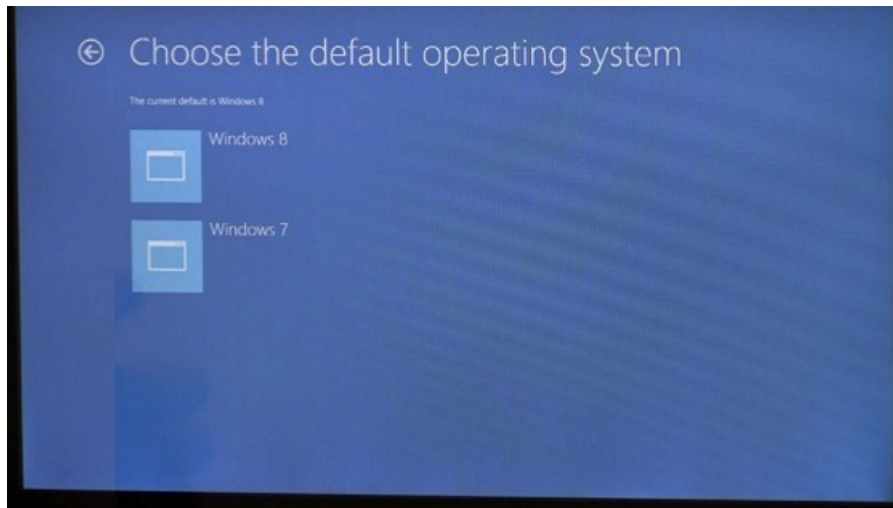 Choose the default operating system
The current default is Windows 8.
Windows 8
Windows 7